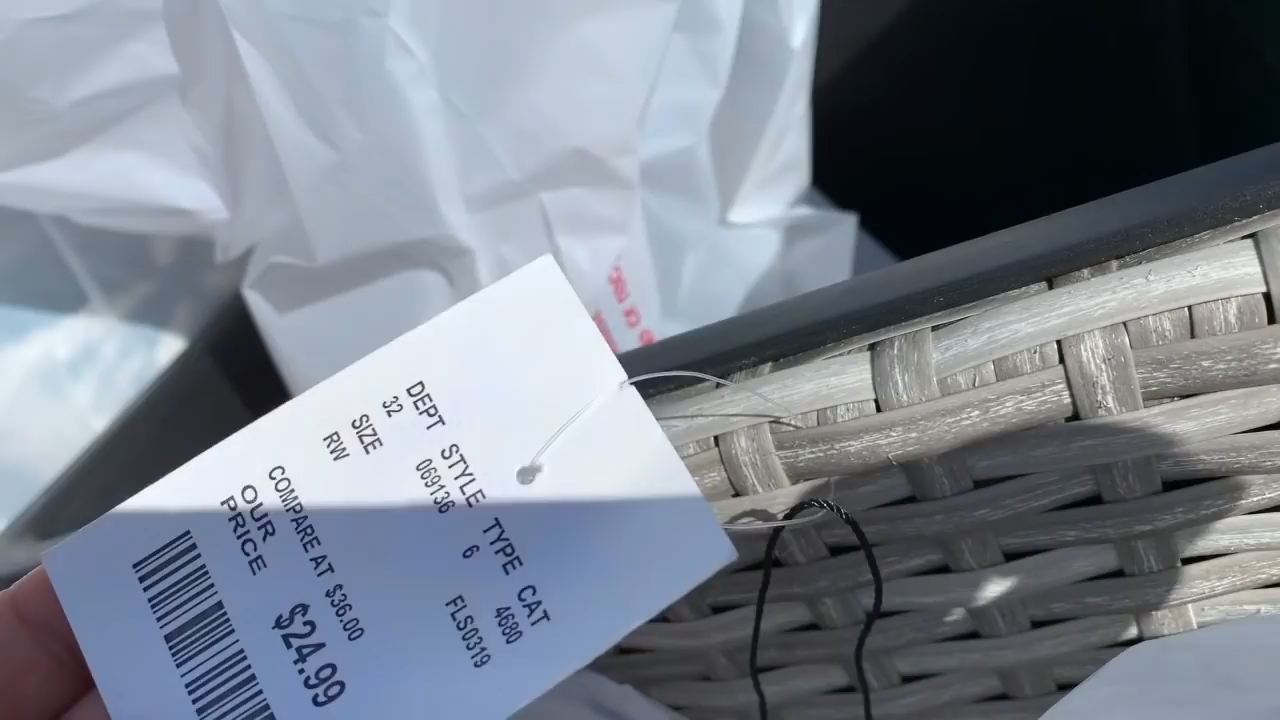 DEPT STYLE TYPE CAT
32 069136 6 4680
SIZE FLS0319
RW
COMPARE AT $36.00
OUR
PRICE $24.99